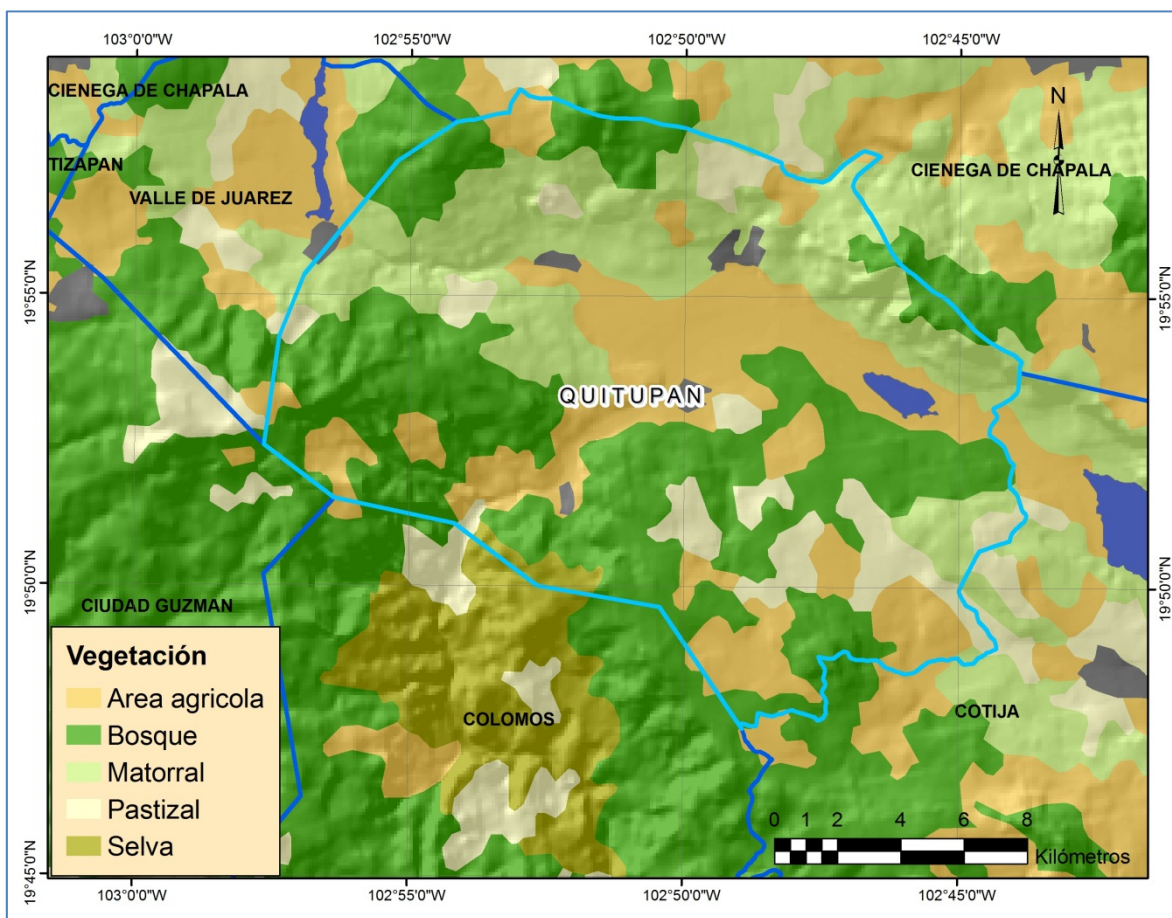 103°0'0"W 102°55'0"W 102°50'0"W 102°45'0"W
CIENEGA DE CHAPALA
N
TIZAPAN
CIENEGA DE CHAPALA
VALLE DE JUAREZ
19°55'0"N
19°55'0"N
QUITUPAN
19°50'0"N
19°50'0"N
CIUDAD GUZMAN
Vegetación
Area agricola
Bosque
Matorral
Pastizal
Selva
COLOMOS
COTIJA
0 1 2 4 6 8
Kilómetros
19°45'0"N
103°0'0"W 102°55'0"W 102°50'0"W 102°45'0"W